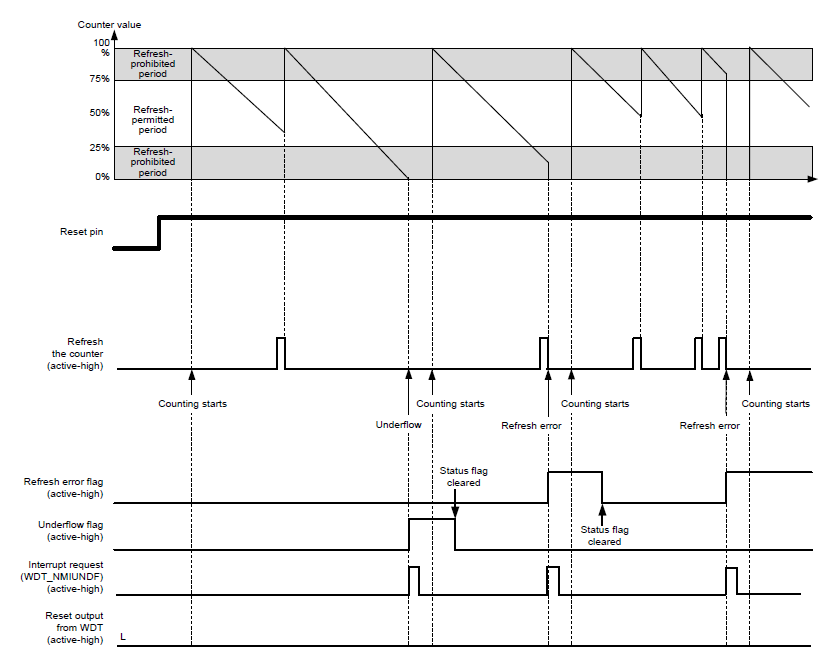 Counter value
100
%
Refresh-
prohibited
period
75%
50%
Refresh-
permitted
period
25%
Refresh-
prohibited
period
0%
Reset pin
Refresh
the counter
(active-high)
Counting starts
Counting starts
Counting starts
Counting starts
Underflow
Refresh error
Refresh error
Status flag
cleared
Refresh error flag
(active-high)
Underflow flag
(active-high)
Status flag
cleared
Interrupt request
(WDT_NMIUNDF)
(active-high)
Reset output
from WDT
(active-high)
L